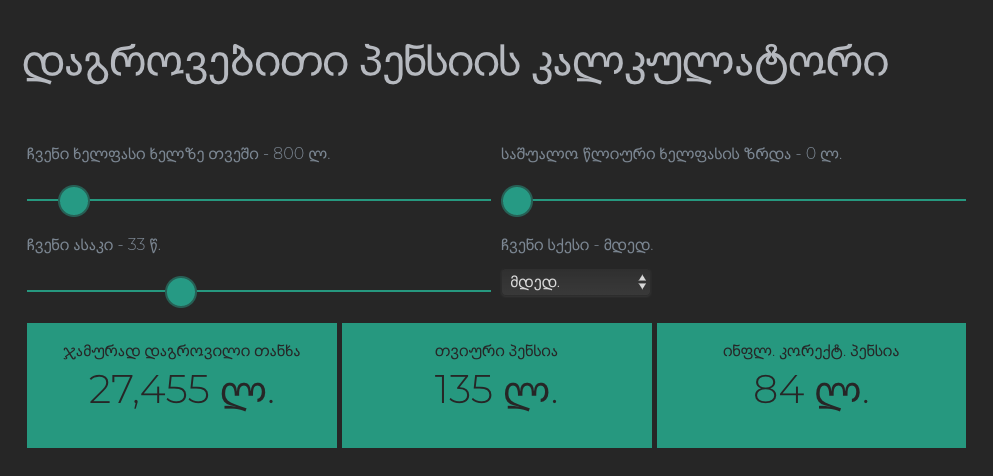 დაგროვებითი პენსიის კალკულატორი
ჩვენი ხელფასი ხელზე თვეში - 800 ლ.
საშუალო წლიური ხელფასის ზრდა - 0 ლ.
ჩვენი ასაკი - 33 წ.
ჩვენი სქესი - მდედ.
მდედ.
ჯამურად დაგროვილი თანხა
27,455 ლ.
თვიური პენსია
135 ლ.
ინფლ. კორექტ. პენსია
84 ლ.